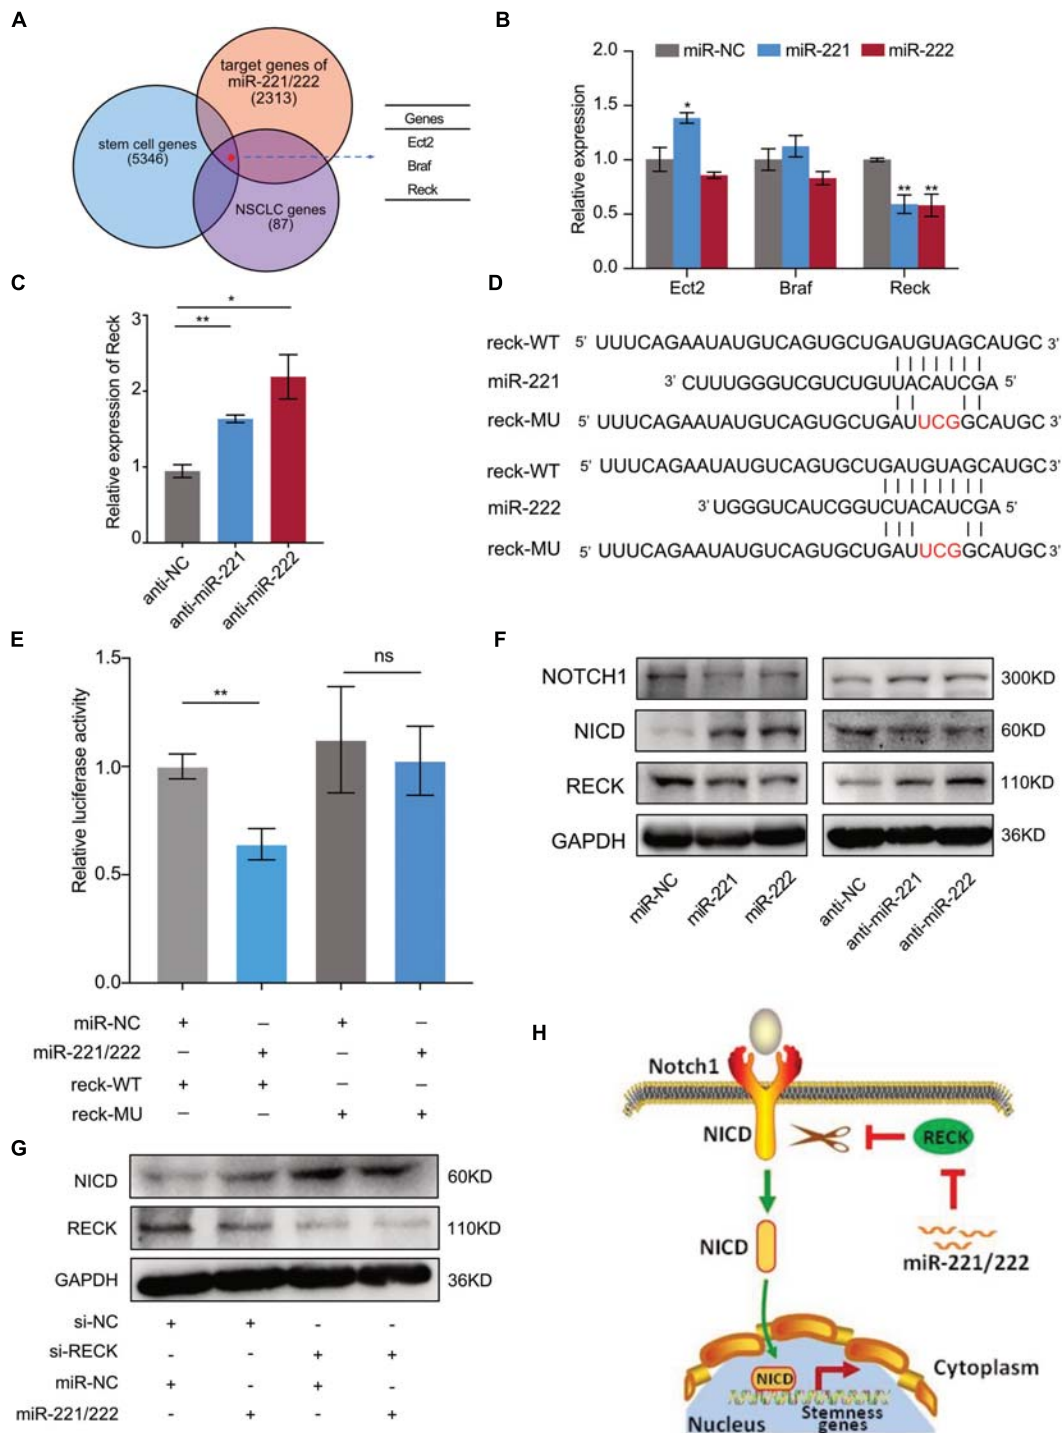 A
target genes of
miR-221/222
(2313)
stem cell genes
(5346)
NSCLC genes
(87)
Genes
Ect2
Braf
Reck
B
miR-NC miR-221 miR-222
Relative expression
2.0
1.5
1.0
0.5
0.0
*
** **
Ect2 Braf Reck
C
Relative expression of Reck
3
2
1
0
*
**
anti-NC
anti-miR-221
anti-miR-222
D
reck-WT 5' UUUCAGAAUAUGUCAGUGCUGAUGUAGCAUGC 3'
miR-221 3' CUUUGGGUCGUCUGUUACAUCGA 5'
reck-MU 5' UUUCAGAAUAUGUCAGUGCUGAUUCGGCAUGC 3'
reck-WT 5' UUUCAGAAUAUGUCAGUGCUGAUGUAGCAUGC 3'
miR-222 3' UGGGUCAUCGGUCUACAUCGA 5'
reck-MU 5' UUUCAGAAUAUGUCAGUGCUGAUUCGGCAUGC 3'
E
Relative luciferase activity
1.5
1.0
0.5
0.0
**
ns
miR-NC + – + –
miR-221/222 – + – +
reck-WT + + – –
reck-MU – – + +
F
NOTCH1 300KD
NICD 60KD
RECK 110KD
GAPDH 36KD
miR-NC
miR-221
miR-222
anti-NC
anti-miR-221
anti-miR-222
G
NICD 60KD
RECK 110KD
GAPDH 36KD
si-NC + + - -
si-RECK - - + +
miR-NC + - + -
miR-221/222 - + - +
H
Notch1
NICD
RECK
NICD
miR-221/222
Cytoplasm
NICD
Nucleus
Stemness
genes